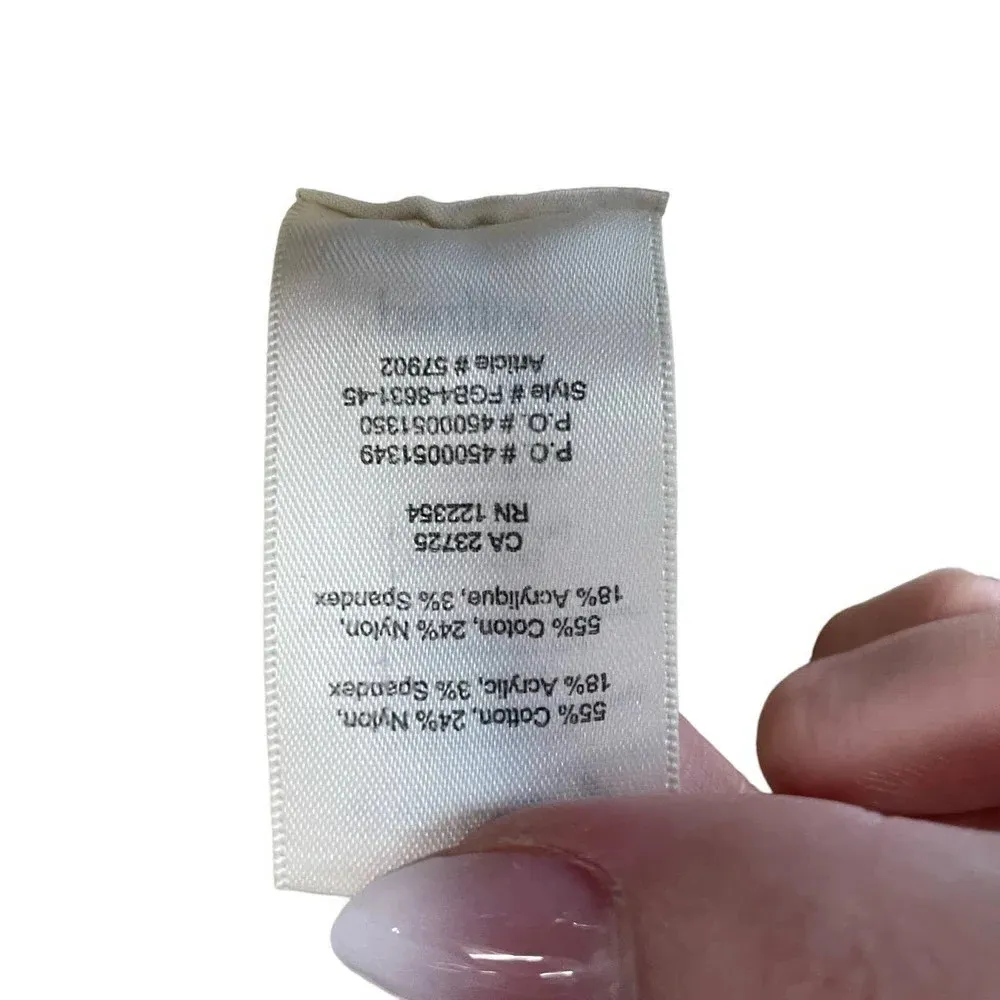 55% Cotton, 24% Nylon,
18% Acrylic, 3% Spandex
55% Coton, 24% Nylon,
18% Acrylique, 3% Spandex
CA 23725
RN 122354
P.O. # 4500051349
P.O. # 4500051350
Style # FGB4-8631-45
Article # 57902